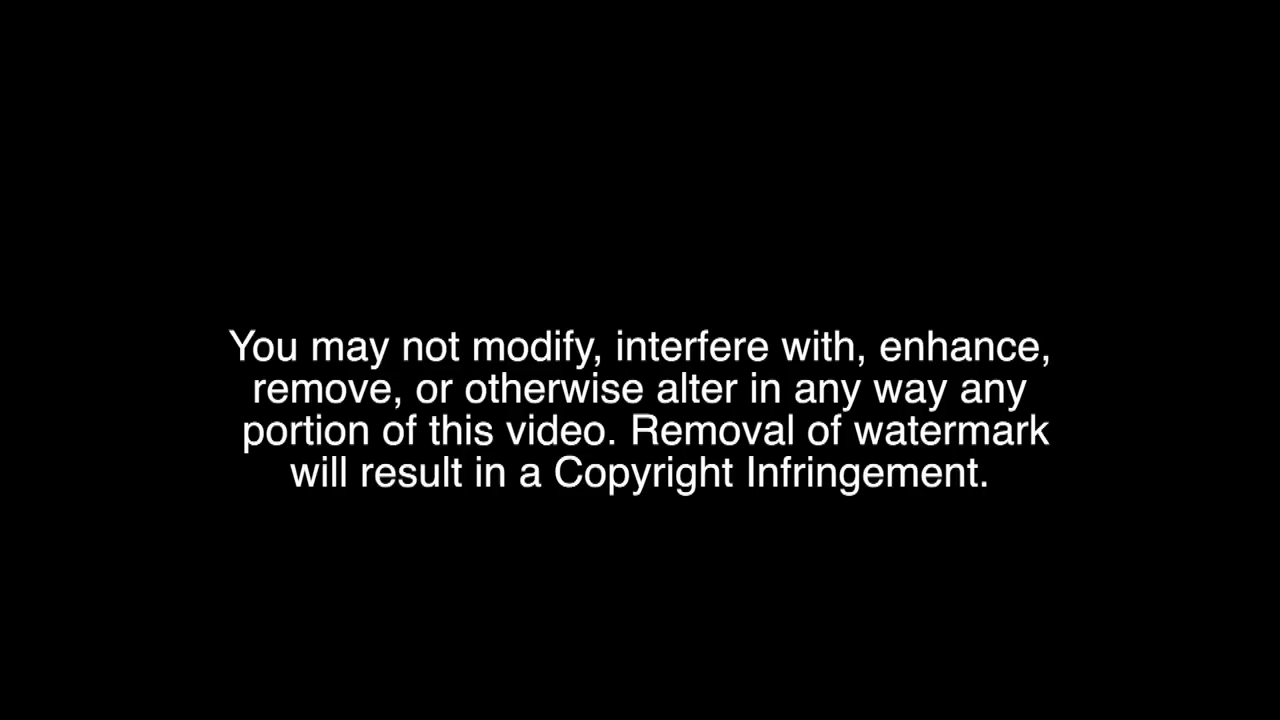 You may not modify, interfere with, enhance,
remove, or otherwise alter in any way any
portion of this video. Removal of watermark
will result in a Copyright Infringement.